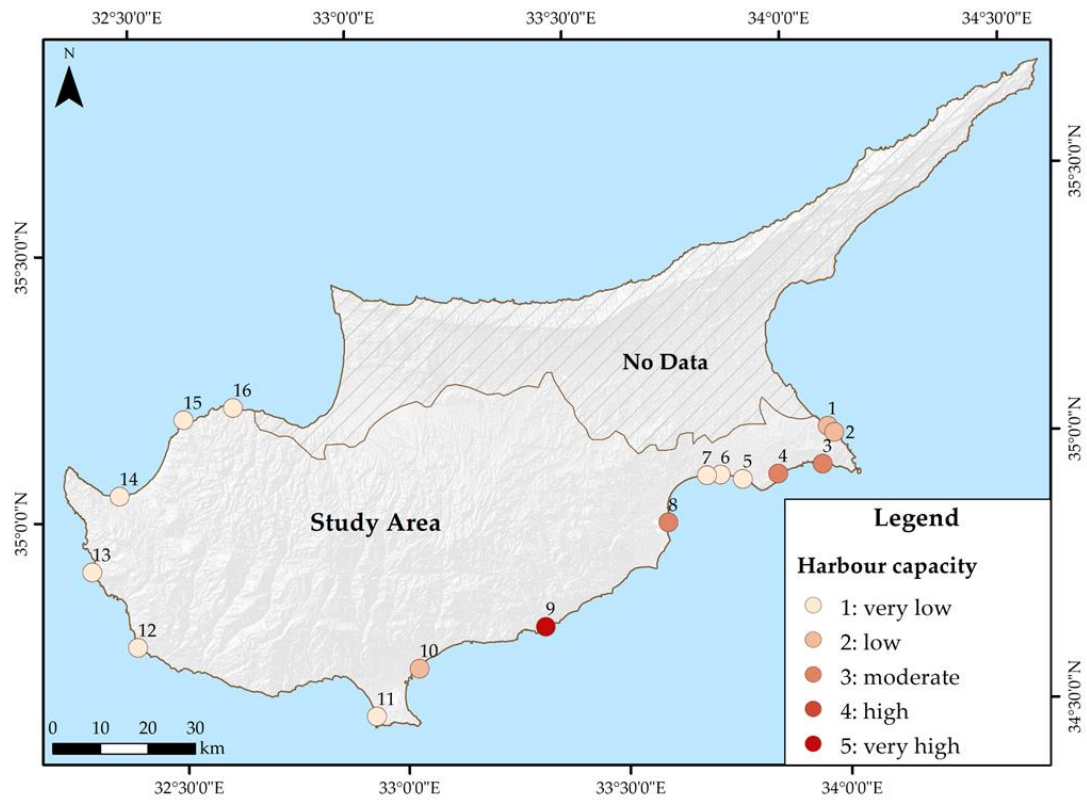 32°30'0"E 33°0'0"E 33°30'0"E 34°0'0"E 34°30'0"E
N
35°30'0"N
35°30'0"N
No Data
15 16
1
2
35°0'0"N
3
7 6 5 4
14
8
Study Area
35°0'0"N
13
9
12
10
11
Legend
Harbour capacity
1: very low
2: low
3: moderate
4: high
5: very high
34°30'0"N
0 10 20 30
km
32°30'0"E 33°0'0"E 33°30'0"E 34°0'0"E